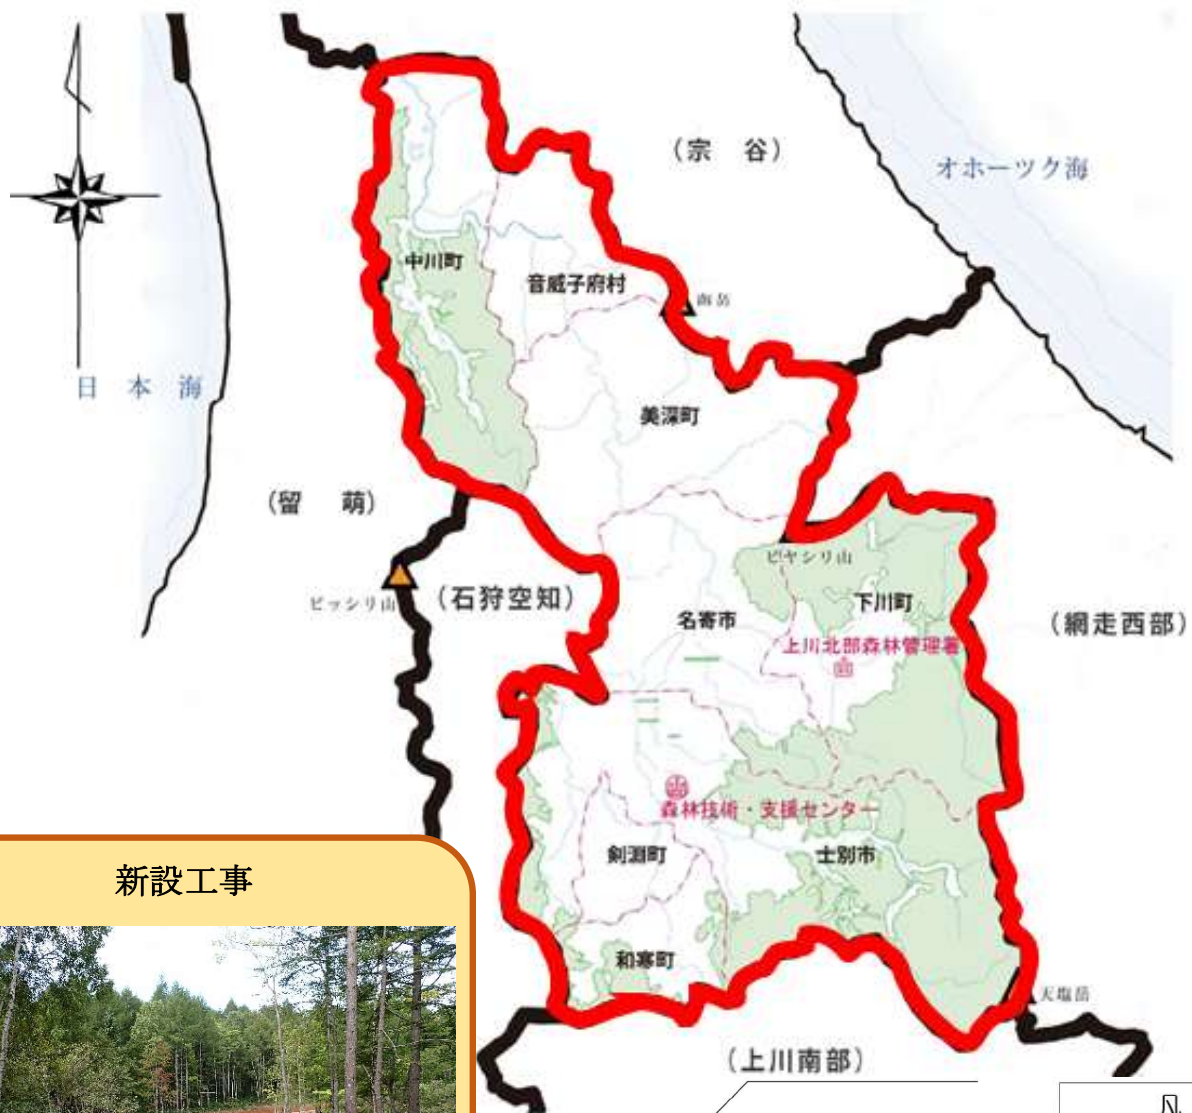 （宗　谷）
オホーツク海
中川町
音威子府村
函岳
日　本　海
美深町
（留　萌）
ピヤシリ山
ピッシリ山
（石狩空知）
下川町
名寄市
（網走西部）
上川北部森林管理署
森林技術・支援センター
剣淵町
士別市
新設工事
和寒町
天塩岳
（上川南部）
凡